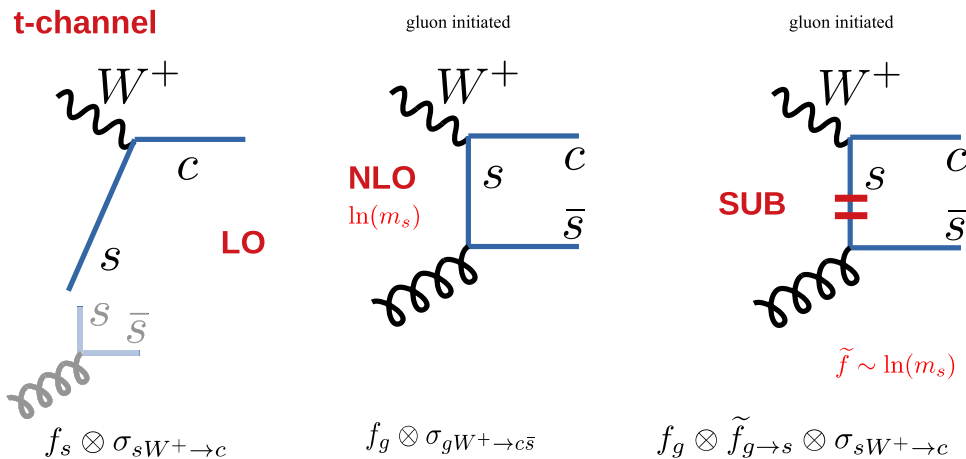 t-channel
W⁺
c
s
LO
s
s̄
f_s ⊗ σ_{sW⁺→c}
gluon initiated
W⁺
c
s
NLO
ln(m_s)
s̄
f_g ⊗ σ_{gW⁺→cs̄}
gluon initiated
W⁺
c
s
SUB
s̄
f̃ ∼ ln(m_s)
f_g ⊗ f̃_{g→s} ⊗ σ_{sW⁺→c}